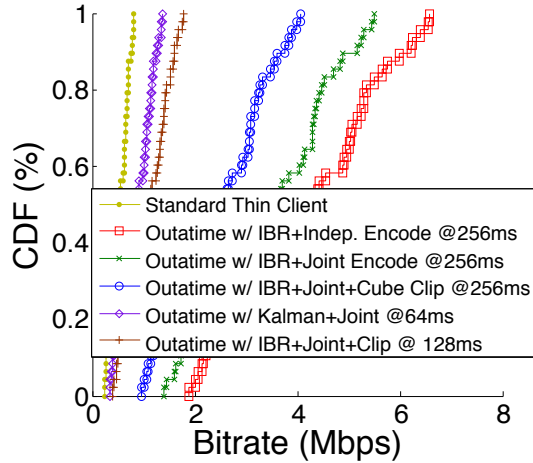 1
0.8
0.6
0.4
0.2
0
CDF (%)
Standard Thin Client
Outatime w/ IBR+Indep. Encode @256ms
Outatime w/ IBR+Joint Encode @256ms
Outatime w/ IBR+Joint+Cube Clip @256ms
Outatime w/ Kalman+Joint @64ms
Outatime w/ IBR+Joint+Clip @ 128ms
0 2 4 6 8
Bitrate (Mbps)